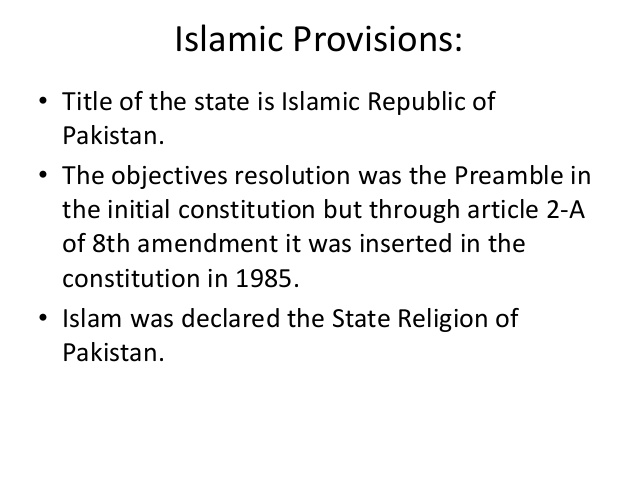 Islamic Provisions:
• Title of the state is Islamic Republic of
Pakistan.
• The objectives resolution was the Preamble in
the initial constitution but through article 2-A
of 8th amendment it was inserted in the
constitution in 1985.
• Islam was declared the State Religion of
Pakistan.